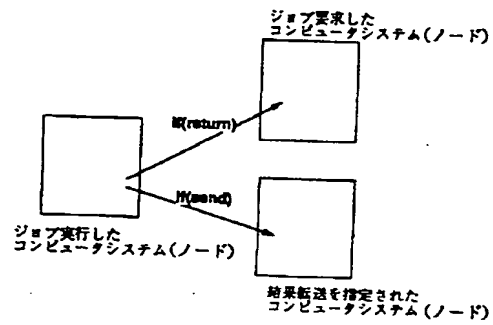 ジョブ要求した
コンピュータシステム(ノード)
if(return)
if(send)
ジョブ実行した
コンピュータシステム(ノード)
結果転送を指定された
コンピュータシステム(ノード)